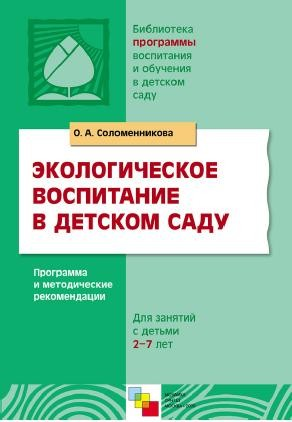 Библиотека
программы
воспитания
и обучения
в детском
саду
О. А. Соломенникова
ЭКОЛОГИЧЕСКОЕ
ВОСПИТАНИЕ
В ДЕТСКОМ САДУ
Программа
и методические
рекомендации
Для занятий
с детьми
2–7 лет